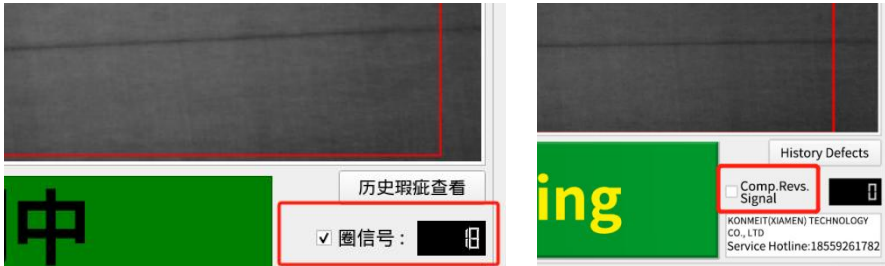 历史瑕疵查看
中
圈信号：
18
History Defects
ing
Comp.Revs.
Signal
0
KONMEIT(XIAMEN) TECHNOLOGY
CO., LTD
Service Hotline:18559261782